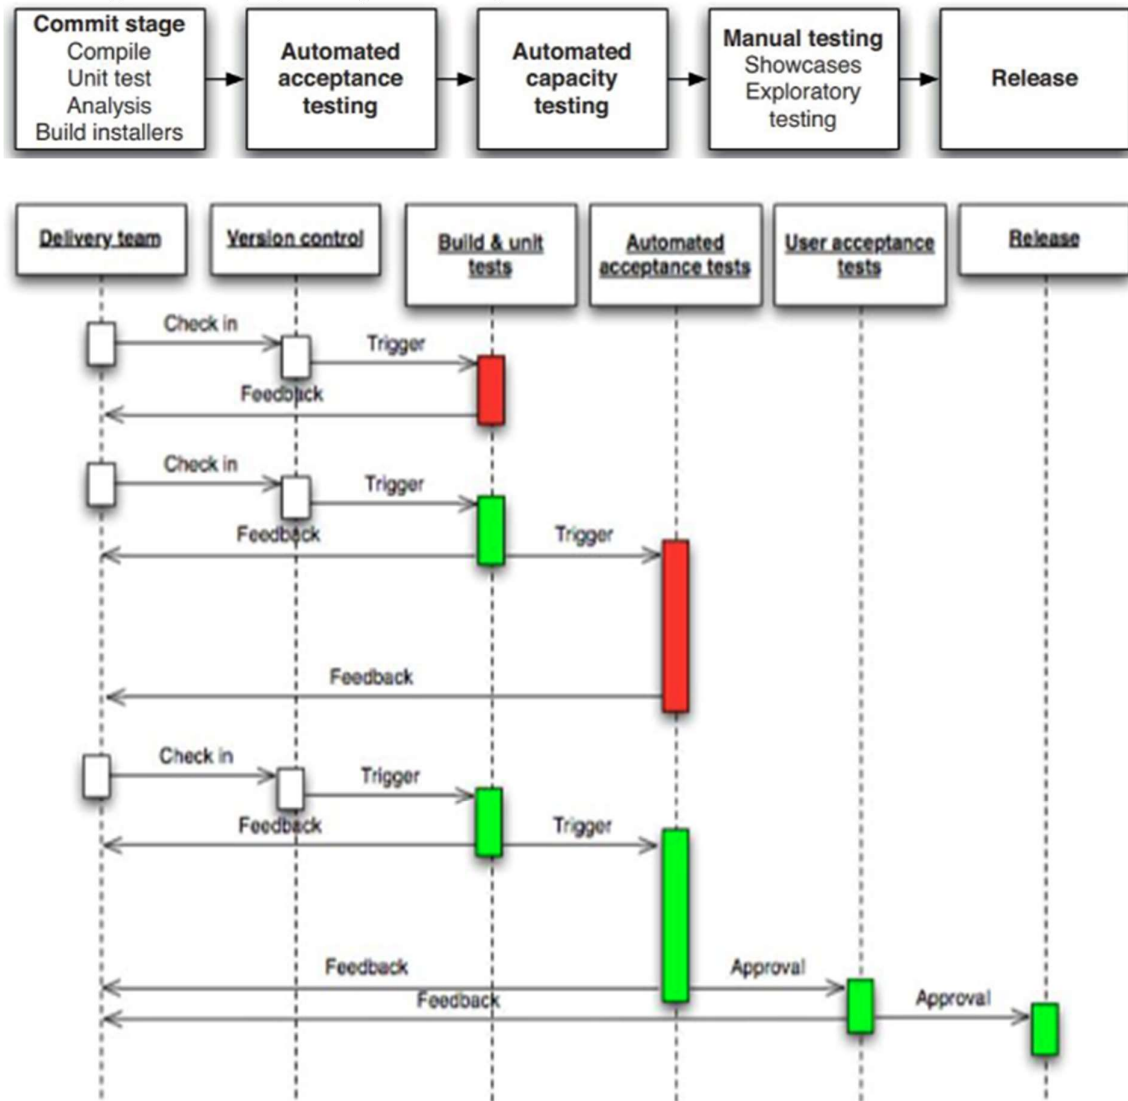 Commit stage
Compile
Unit test
Analysis
Build installers
Automated
acceptance
testing
Automated
capacity
testing
Manual testing
Showcases
Exploratory
testing
Release
Delivery team
Version control
Build & unit
tests
Automated
acceptance tests
User acceptance
tests
Release
Check in
Trigger
Feedback
Check in
Trigger
Feedback
Trigger
Feedback
Check in
Trigger
Feedback
Trigger
Feedback
Approval
Feedback
Approval